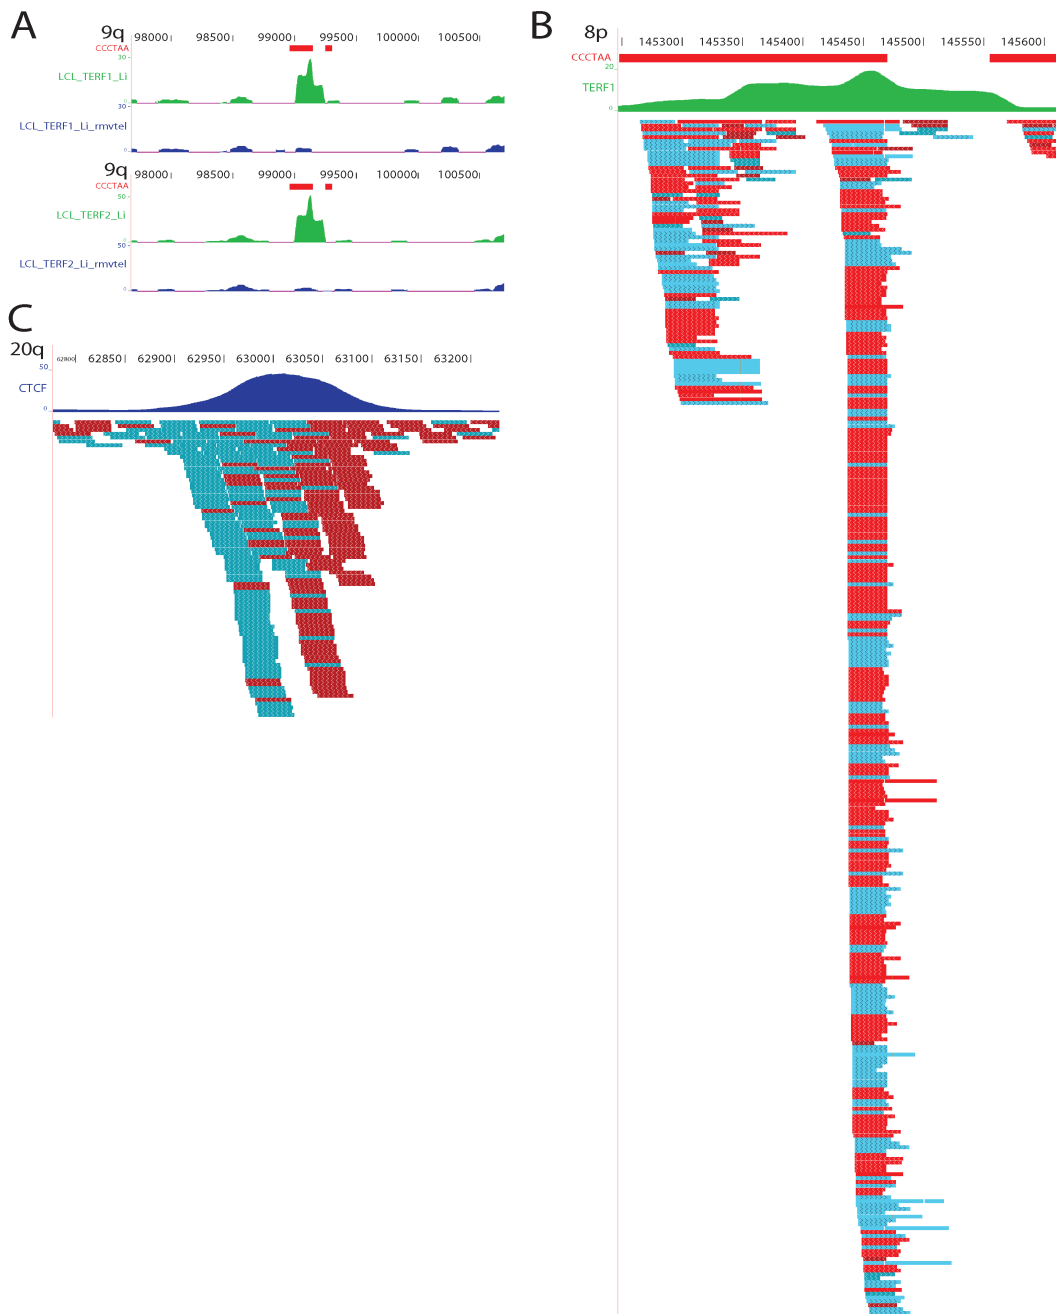 A
9q
98000 98500 99000 99500 100000 100500
CCCTAA
30
LCL_TERF1_Li
0
30
LCL_TERF1_Li_rmvtel
0
9q
98000 98500 99000 99500 100000 100500
CCCTAA
50
LCL_TERF2_Li
0
50
LCL_TERF2_Li_rmvtel
0
B
8p
145300 145350 145400 145450 145500 145550 145600
CCCTAA
20
TERF1
0
C
20q
62800 62850 62900 62950 63000 63050 63100 63150 63200
50
CTCF
0